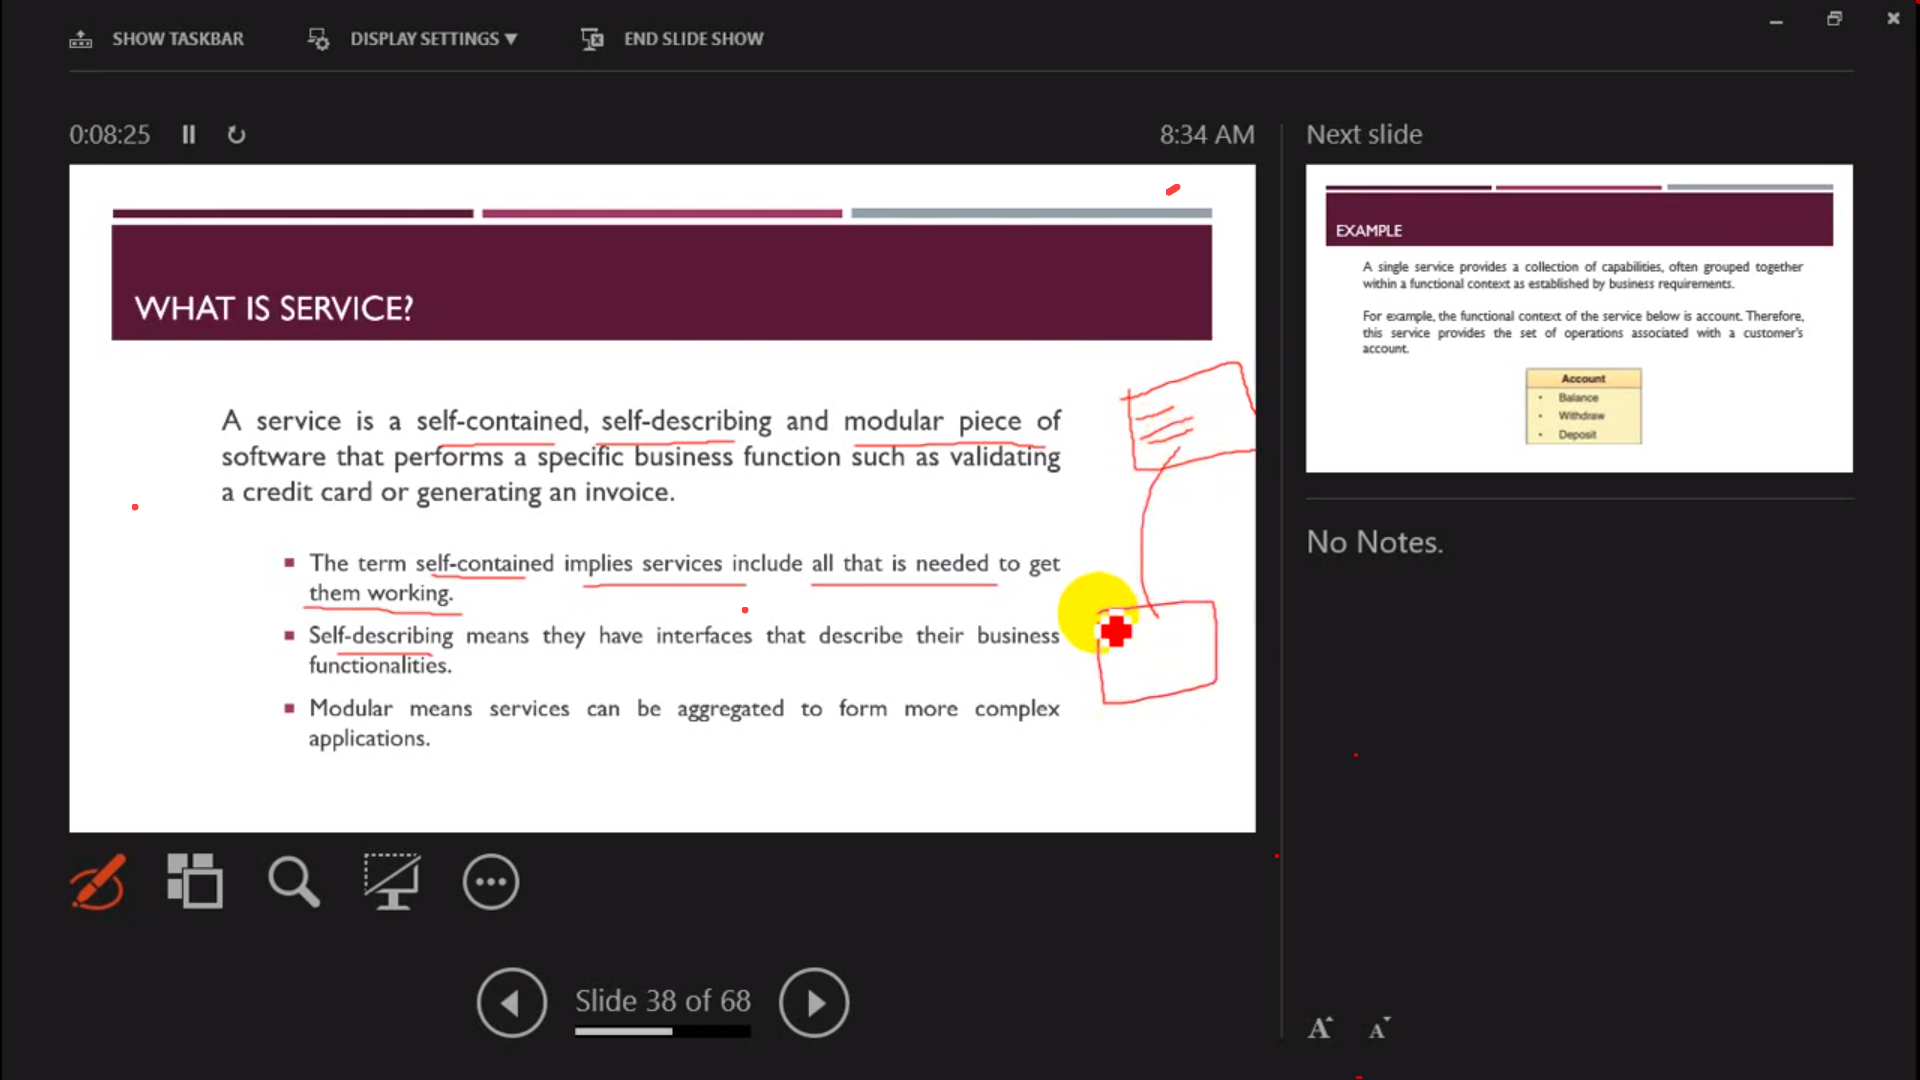 SHOW TASKBAR
DISPLAY SETTINGS ▼
END SLIDE SHOW
0:08:25
8:34 AM
WHAT IS SERVICE?
A service is a self-contained, self-describing and modular piece of
software that performs a specific business function such as validating
a credit card or generating an invoice.
■ The term self-contained implies services include all that is needed to get
them working.
■ Self-describing means they have interfaces that describe their business
functionalities.
■ Modular means services can be aggregated to form more complex
applications.
Slide 38 of 68
Next slide
EXAMPLE
A single service provides a collection of capabilities, often grouped together
within a functional context as established by business requirements.
For example, the functional context of the service below is account. Therefore,
this service provides the set of operations associated with a customer's
account.
Account
• Balance
• Withdraw
• Deposit
No Notes.
A A